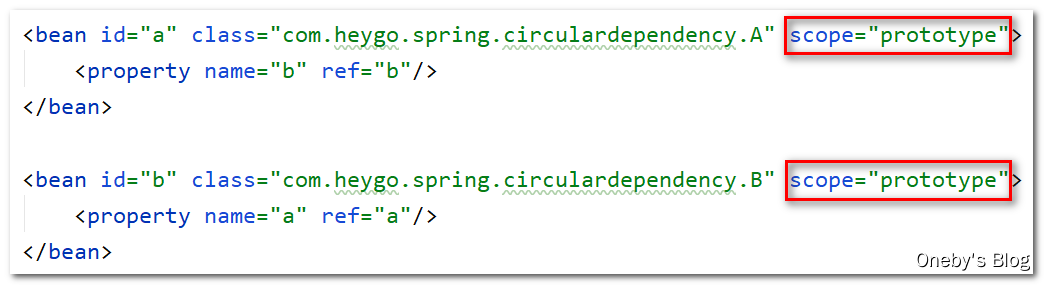 <bean id="a" class="com.heygo.spring.circulardependency.A" scope="prototype">
    <property name="b" ref="b"/>
</bean>
<bean id="b" class="com.heygo.spring.circulardependency.B" scope="prototype">
    <property name="a" ref="a"/>
</bean>
Oneby's Blog